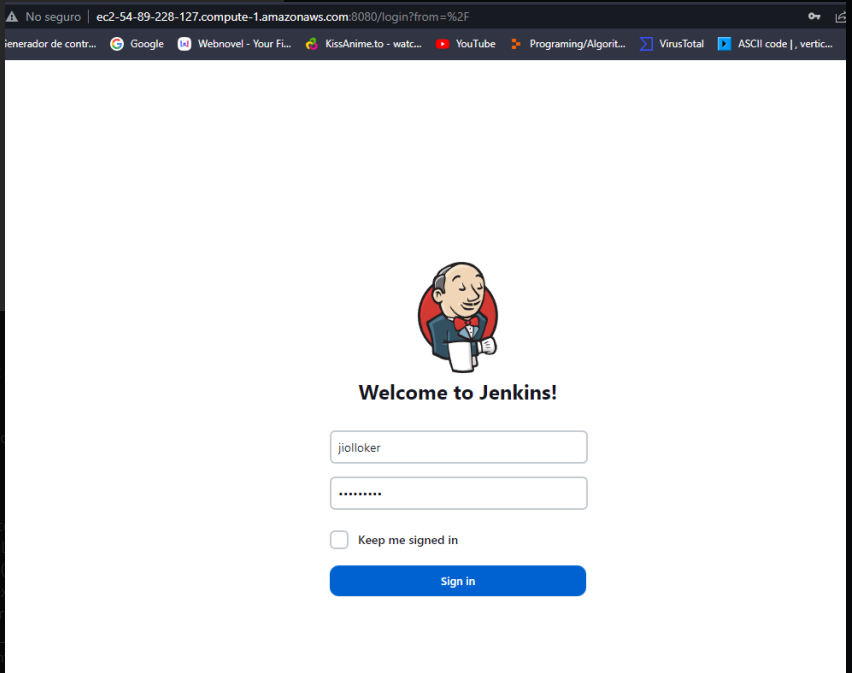 No seguro ec2-54-89-228-127.compute-1.amazonaws.com:8080/login?from=%2F
enerador de contr... Google Webnovel - Your Fi... KissAnime.to - watc... YouTube Programing/Algorit... VirusTotal ASCII code | , vertic...
Welcome to Jenkins!
jiolloker
•••••••••
Keep me signed in
Sign in